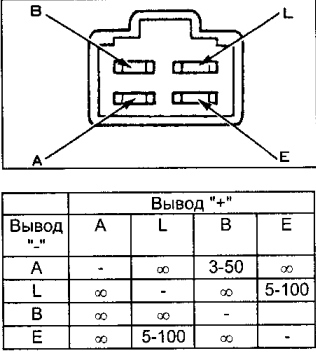 B L
A E
Вывод "+"
Вывод "-" A L B E
A - ∞ 3-50 ∞
L ∞ - ∞ 5-100
B ∞ ∞ -
E ∞ 5-100 ∞ -